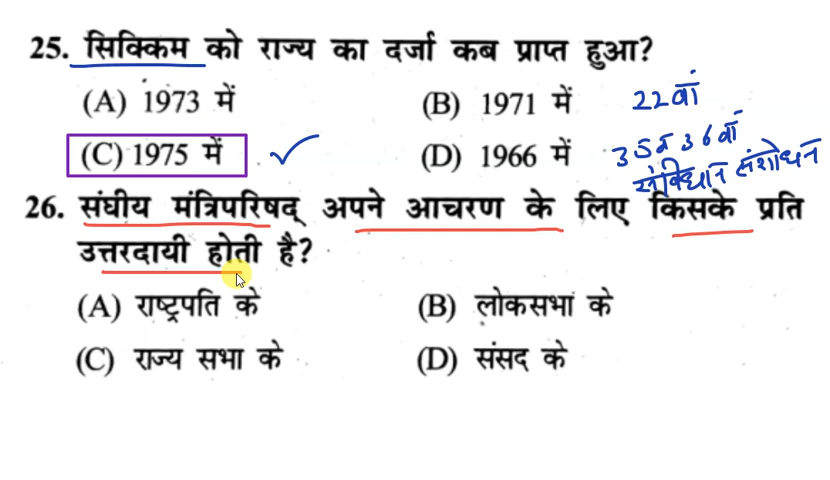 25. सिक्किम को राज्य का दर्जा कब प्राप्त हुआ?
(A) 1973 में (B) 1971 में 22वां
(C) 1975 में (D) 1966 में 35व 36वां
संविधान संशोधन
26. संघीय मंत्रिपरिषद् अपने आचरण के लिए किसके प्रति
उत्तरदायी होती है?
(A) राष्ट्रपति के (B) लोकसभा के
(C) राज्य सभा के (D) संसद के